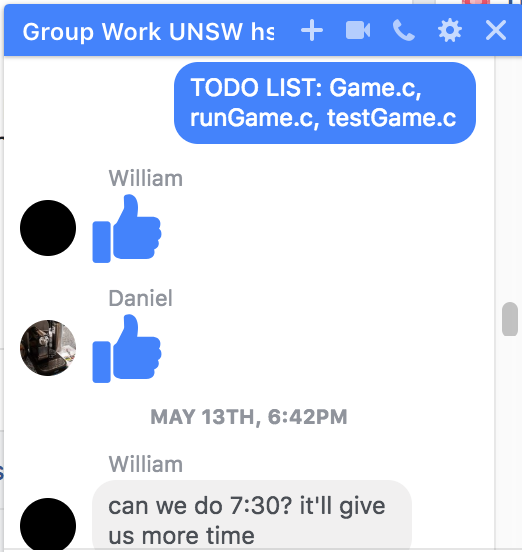 Group Work UNSW hs
TODO LIST: Game.c,
runGame.c, testGame.c
William
Daniel
MAY 13TH, 6:42PM
William
can we do 7:30? it'll give
us more time